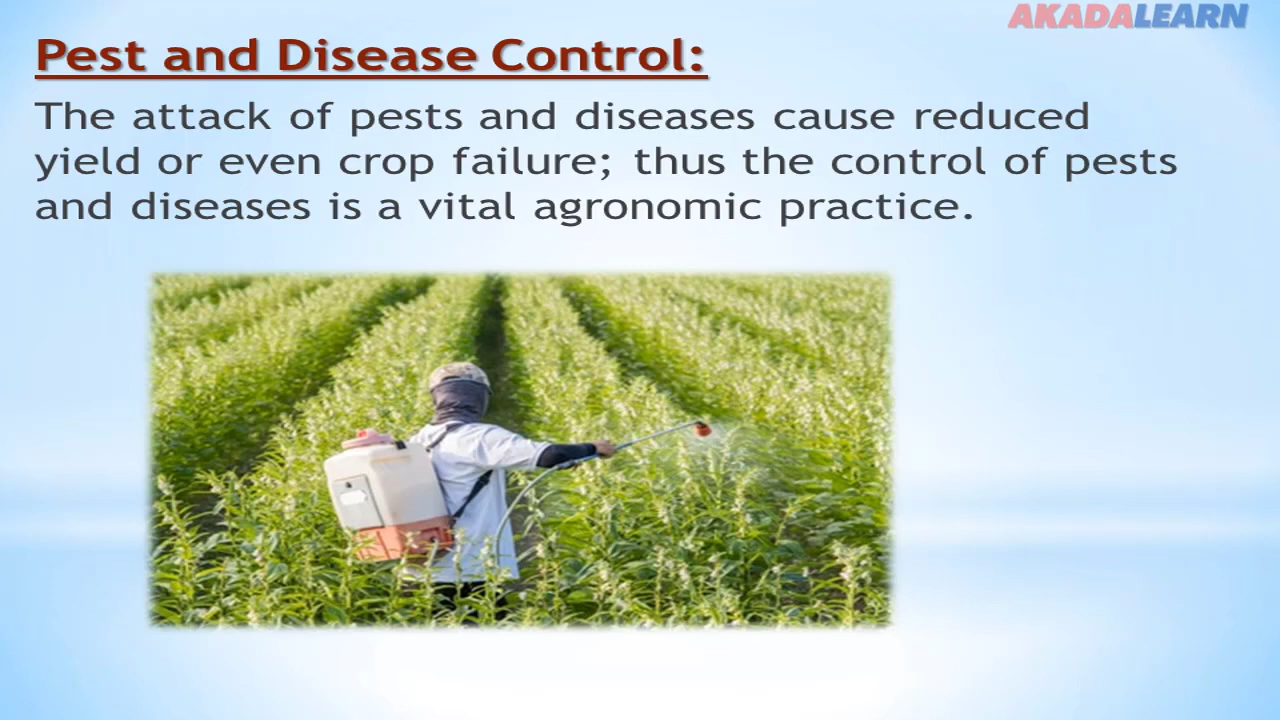 AKADALEARN
Pest and Disease Control:
The attack of pests and diseases cause reduced
yield or even crop failure; thus the control of pests
and diseases is a vital agronomic practice.